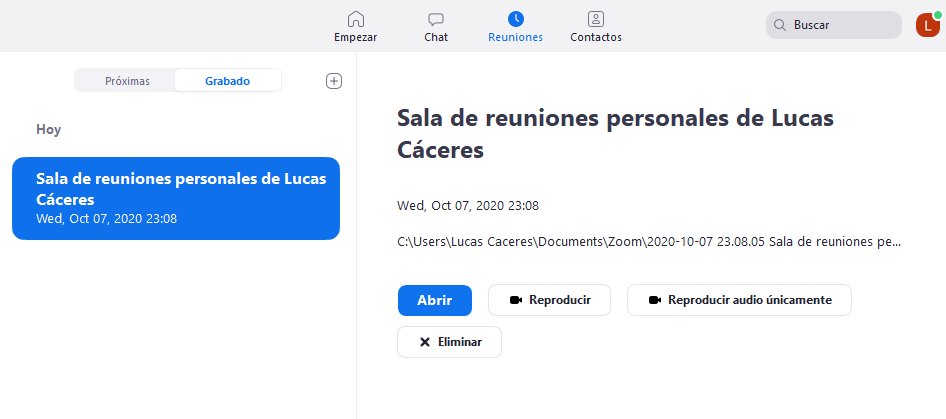 Empezar
Chat
Reuniones
Contactos
Buscar
L
Próximas
Grabado
Hoy
Sala de reuniones personales de Lucas
Cáceres
Wed, Oct 07, 2020 23:08
Sala de reuniones personales de Lucas
Cáceres
Wed, Oct 07, 2020 23:08
C:\Users\Lucas Caceres\Documents\Zoom\2020-10-07 23.08.05 Sala de reuniones pe...
Abrir
Reproducir
Reproducir audio únicamente
Eliminar